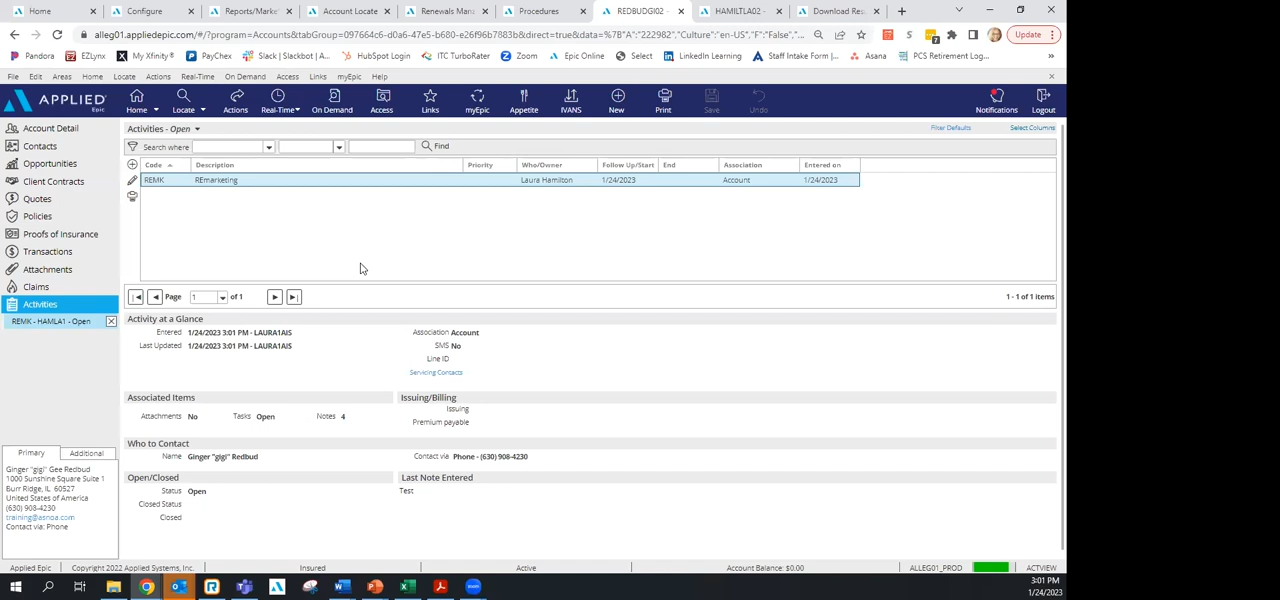 Home
Configure
Reports/Marke
Account Locate
Renewals Man
Procedures
REDBUDGI02 -
HAMILTLA02 -
Download Res
alleg01.appliedepic.com/#/?program=Accounts&tabGroup=097664c6-d0a6-47e5-b680-e26f96b7883b&direct=true&data=%7B"A":"222982","Culture":"en-US","F":"False","...
Update
Pandora
EZLynx
My Xfinity®
PayChex
Slack | Slackbot |...
HubSpot Login
ITC TurboRater
Zoom
Epic Online
Select
LinkedIn Learning
Staff Intake Form |...
Asana
PCS Retirement Log...
»
File Edit Areas Home Locate Actions Real-Time On Demand Access Links myEpic Help
APPLIED
Epic
Home
Locate
Actions
Real-Time
On Demand
Access
Links
myEpic
Appetite
IVANS
New
Print
Save
Undo
Notifications
Logout
Account Detail
Contacts
Opportunities
Client Contracts
Quotes
Policies
Proofs of Insurance
Transactions
Attachments
Claims
Activities
REMK - HAMLA1 - Open
Activities - Open
Filter Defaults
Select Columns
Search where
Find
Code Description Priority Who/Owner Follow Up/Start End Association Entered on
REMK REmarketing Laura Hamilton 1/24/2023 Account 1/24/2023
Page 1 of 1
1 - 1 of 1 items
Activity at a Glance
Entered 1/24/2023 3:01 PM - LAURA1AIS
Last Updated 1/24/2023 3:01 PM - LAURA1AIS
Association Account
SMS No
Line ID
Servicing Contacts
Associated Items
Attachments No Tasks Open Notes 4
Issuing/Billing
Issuing
Premium payable
Who to Contact
Name Ginger "gigi" Redbud
Contact via Phone - (630) 908-4230
Open/Closed
Status Open
Closed Status
Closed
Last Note Entered
Test
Primary
Additional
Ginger "gigi" Gee Redbud
1000 Sunshine Square Suite 1
Burr Ridge, IL 60527
United States of America
(630) 908-4230
training@asnoa.com
Contact via: Phone
Applied Epic
Copyright 2022 Applied Systems, Inc.
Insured
Active
Account Balance: $0.00
ALLEG01_PROD
ACTVIEW
3:01 PM
1/24/2023